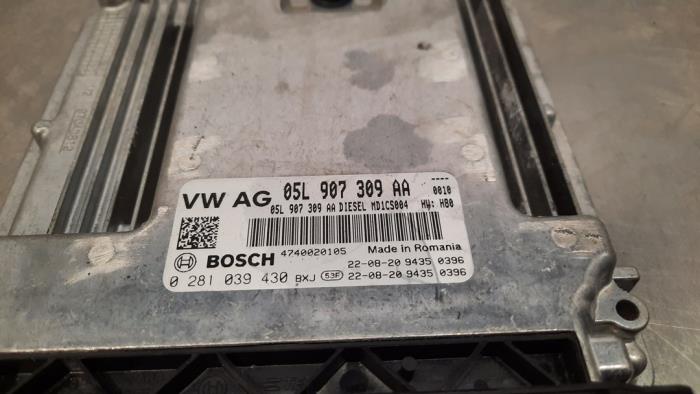 VW AG 05L 907 309 AA 0010
05L 907 309 AA DIESEL MD1CS004 HW: H80
BOSCH 4740020105 Made in Romania
22-08-20 9435 0396
0 281 039 430 BXJ 53F 22-08-20 9435 0396